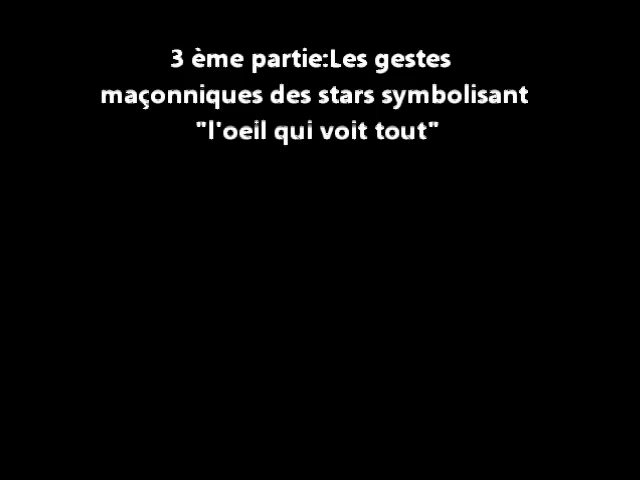 3 ème partie:Les gestes
maçonniques des stars symbolisant
"l'oeil qui voit tout"